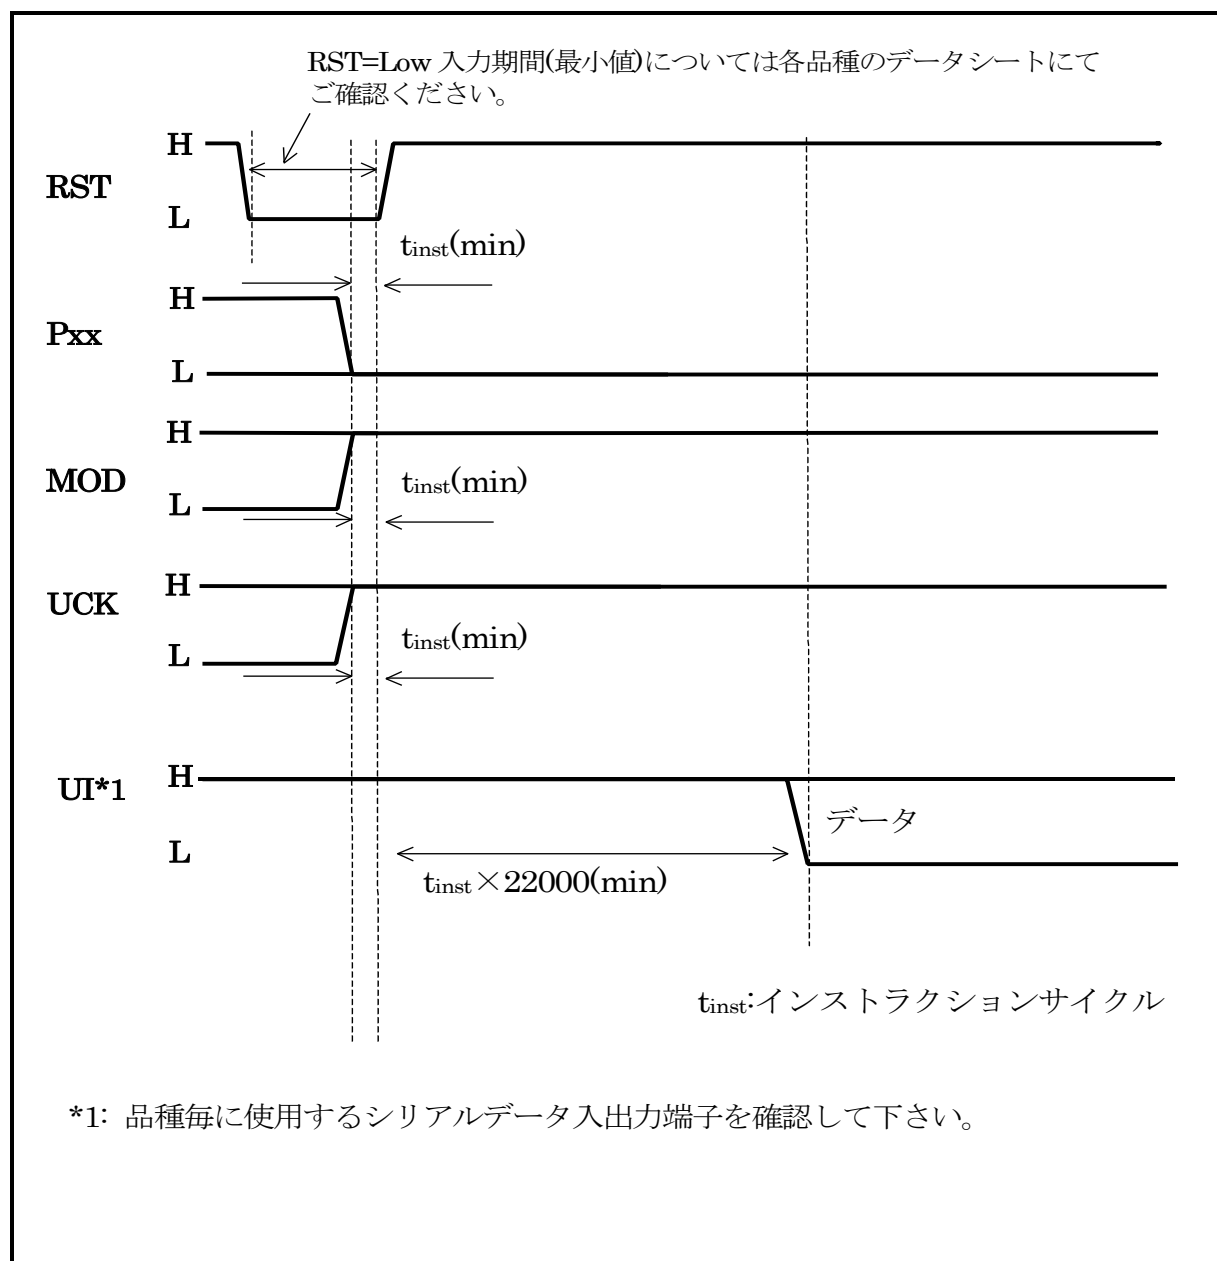 RST=Low 入力期間(最小値)については各品種のデータシートにて
ご確認ください。
H
RST
L
tinst(min)
H
Pxx
L
H
MOD
tinst(min)
L
H
UCK
tinst(min)
L
H
UI*1
データ
L
tinst×22000(min)
tinst:インストラクションサイクル
*1: 品種毎に使用するシリアルデータ入出力端子を確認して下さい。